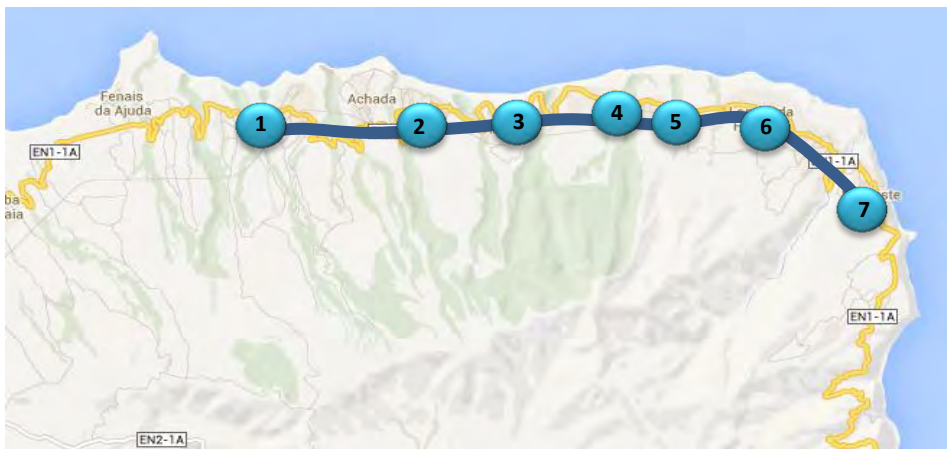 Fenais
da Ajuda
Achada
1
2
3
4
5
6
7
EN1-1A
EN1-1A
EN1-1A
EN2-1A